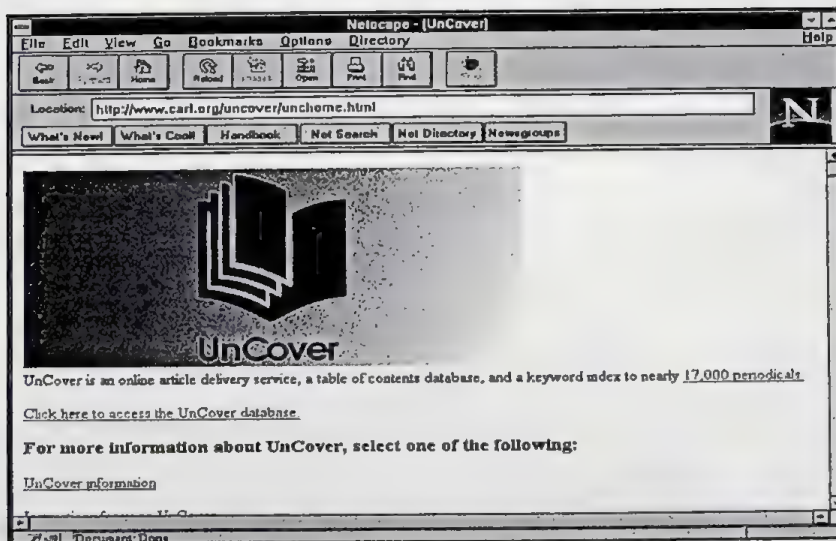 Netscape - [UnCover]
File Edit View Go Bookmarks Options Directory Help
Back Forward Home Reload Images Open Print Find Stop
Location: http://www.carl.org/uncover/unchome.html
What's New! What's Cool! Handbook Net Search Net Directory Newsgroups
N
UnCover
UnCover is an online article delivery service, a table of contents database, and a keyword index to nearly 17,000 periodicals
Click here to access the UnCover database.
For more information about UnCover, select one of the following:
UnCover information
Document: Done